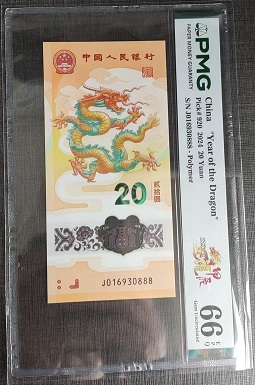 中国人民银行
贰拾圆
20
J016930888
PMG
PAPER MONEY GUARANTY
China "Year of the Dragon"
Pick# 920 2024 20 Yuan
S/N J016930888 - Polymer
66 EPQ
Gem Uncirculated